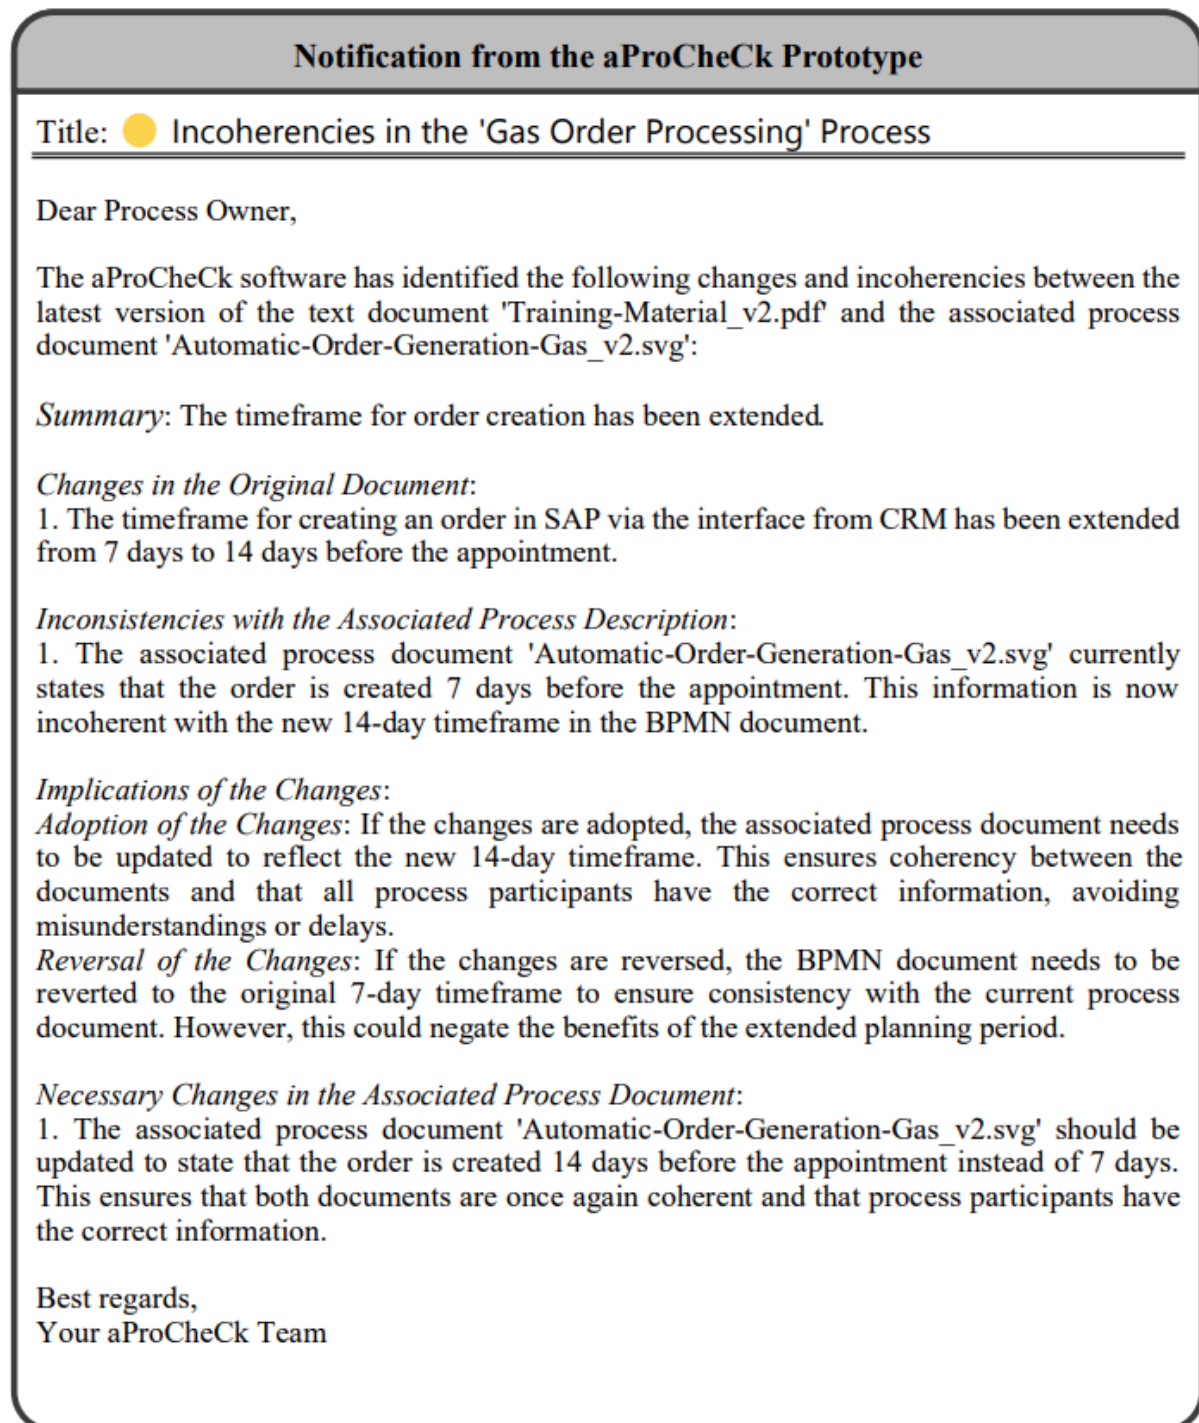 Notification from the aProCheCk Prototype
Title: Incoherencies in the 'Gas Order Processing' Process
Dear Process Owner,
The aProCheCk software has identified the following changes and incoherencies between the
latest version of the text document 'Training-Material_v2.pdf' and the associated process
document 'Automatic-Order-Generation-Gas_v2.svg':
Summary: The timeframe for order creation has been extended.
Changes in the Original Document:
1. The timeframe for creating an order in SAP via the interface from CRM has been extended
from 7 days to 14 days before the appointment.
Inconsistencies with the Associated Process Description:
1. The associated process document 'Automatic-Order-Generation-Gas_v2.svg' currently
states that the order is created 7 days before the appointment. This information is now
incoherent with the new 14-day timeframe in the BPMN document.
Implications of the Changes:
Adoption of the Changes: If the changes are adopted, the associated process document needs
to be updated to reflect the new 14-day timeframe. This ensures coherency between the
documents and that all process participants have the correct information, avoiding
misunderstandings or delays.
Reversal of the Changes: If the changes are reversed, the BPMN document needs to be
reverted to the original 7-day timeframe to ensure consistency with the current process
document. However, this could negate the benefits of the extended planning period.
Necessary Changes in the Associated Process Document:
1. The associated process document 'Automatic-Order-Generation-Gas_v2.svg' should be
updated to state that the order is created 14 days before the appointment instead of 7 days.
This ensures that both documents are once again coherent and that process participants have
the correct information.
Best regards,
Your aProCheCk Team